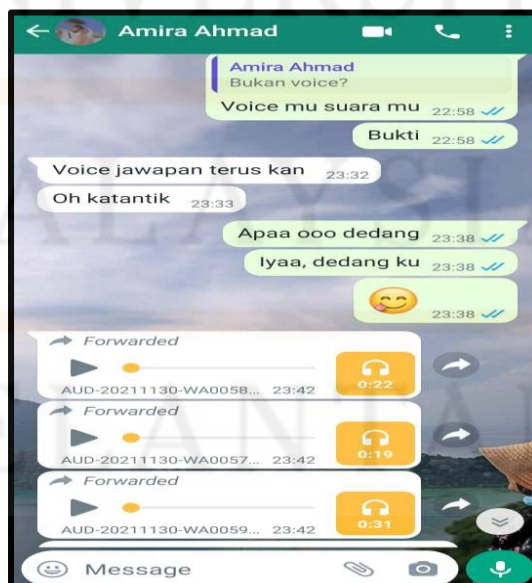 Amira Ahmad
Amira Ahmad
Bukan voice?
Voice mu suara mu 22:58
Bukti 22:58
Voice jawapan terus kan 23:32
Oh katantik 23:33
Apaa ooo dedang 23:38
Iyaa, dedang ku 23:38
23:38
Forwarded
0:22
AUD-20211130-WA0058... 23:42
Forwarded
0:19
AUD-20211130-WA0057... 23:42
Forwarded
0:31
AUD-20211130-WA0059... 23:42
Message